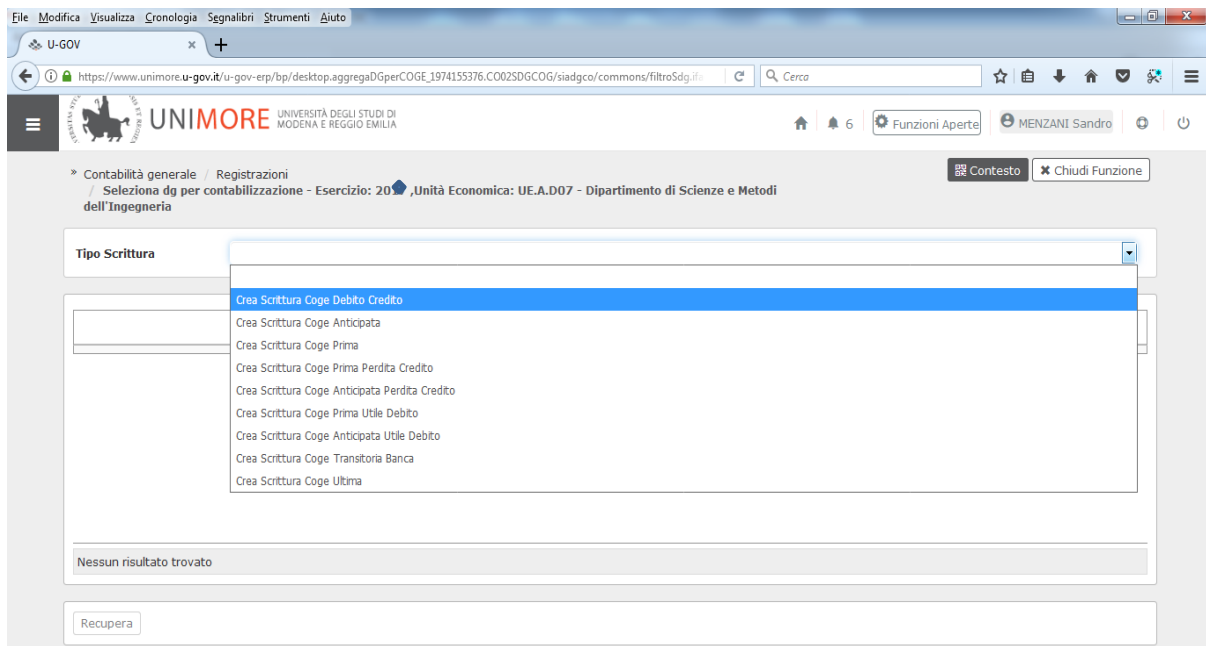 File Modifica Visualizza Cronologia Segnalibri Strumenti Aiuto
U-GOV
https://www.unimore.u-gov.it/u-gov-erp/bp/desktop.aggregaDGperCOGE_1974155376.CO02SDGCOG/siadgco/commons/filtroSdg.ifa
Cerca
UNIMORE UNIVERSITÀ DEGLI STUDI DI
MODENA E REGGIO EMILIA
6 Funzioni Aperte MENZANI Sandro
» Contabilità generale / Registrazioni
/ Seleziona dg per contabilizzazione - Esercizio: 20 ,Unità Economica: UE.A.D07 - Dipartimento di Scienze e Metodi
dell'Ingegneria
Contesto Chiudi Funzione
Tipo Scrittura
Crea Scrittura Coge Debito Credito
Crea Scrittura Coge Anticipata
Crea Scrittura Coge Prima
Crea Scrittura Coge Prima Perdita Credito
Crea Scrittura Coge Anticipata Perdita Credito
Crea Scrittura Coge Prima Utile Debito
Crea Scrittura Coge Anticipata Utile Debito
Crea Scrittura Coge Transitoria Banca
Crea Scrittura Coge Ultima
Nessun risultato trovato
Recupera